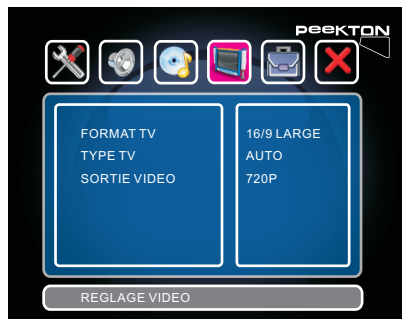 PEEKTON
FORMAT TV 16/9 LARGE
TYPE TV AUTO
SORTIE VIDEO 720P
REGLAGE VIDEO